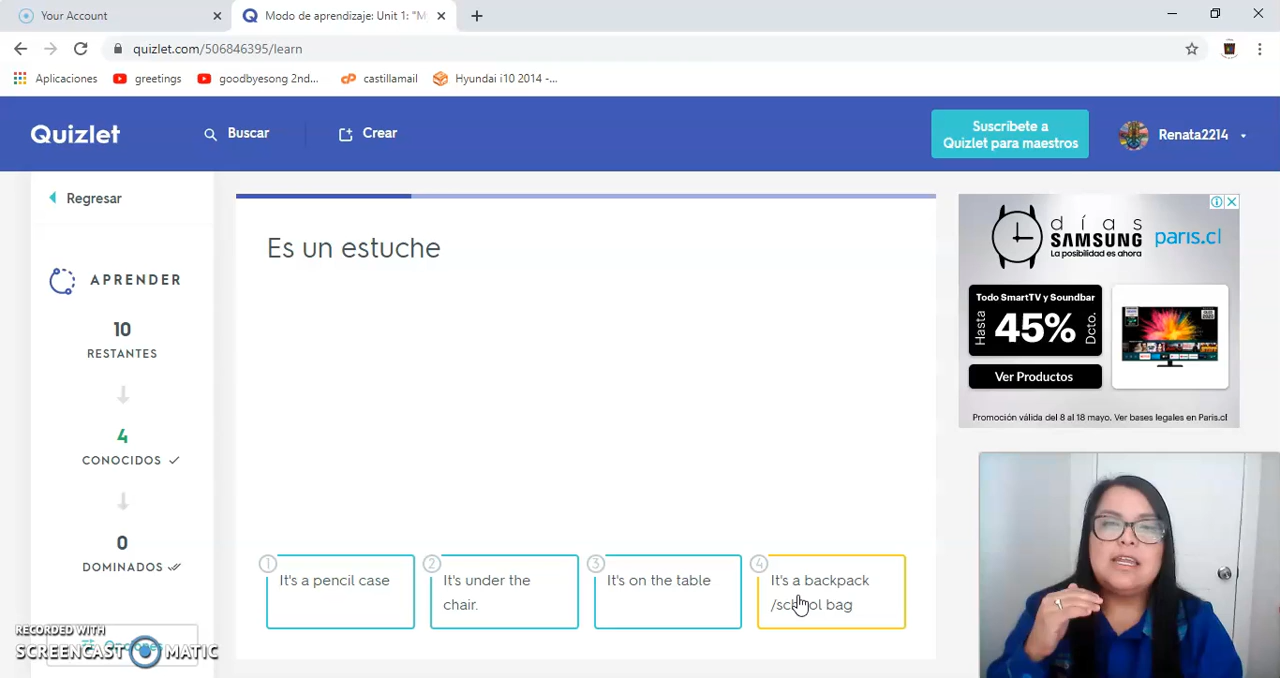 Your Account
Modo de aprendizaje: Unit 1: "M
quizlet.com/506846395/learn
Aplicaciones
greetings
goodbyesong 2nd...
castillamail
Hyundai i10 2014 -...
Quizlet
Buscar
Crear
Suscríbete a
Quizlet para maestros
Renata2214
Regresar
APRENDER
10
RESTANTES
4
CONOCIDOS
0
DOMINADOS
Es un estuche
1
It's a pencil case
2
It's under the
chair.
3
It's on the table
4
It's a backpack
/school bag
días
SAMSUNG
La posibilidad es ahora
paris.cl
Todo SmartTV y Soundbar
Hasta
45%
Dcto.
Ver Productos
Promoción válida del 8 al 18 mayo. Ver bases legales en Paris.cl
RECORDED WITH
SCREENCAST MATIC